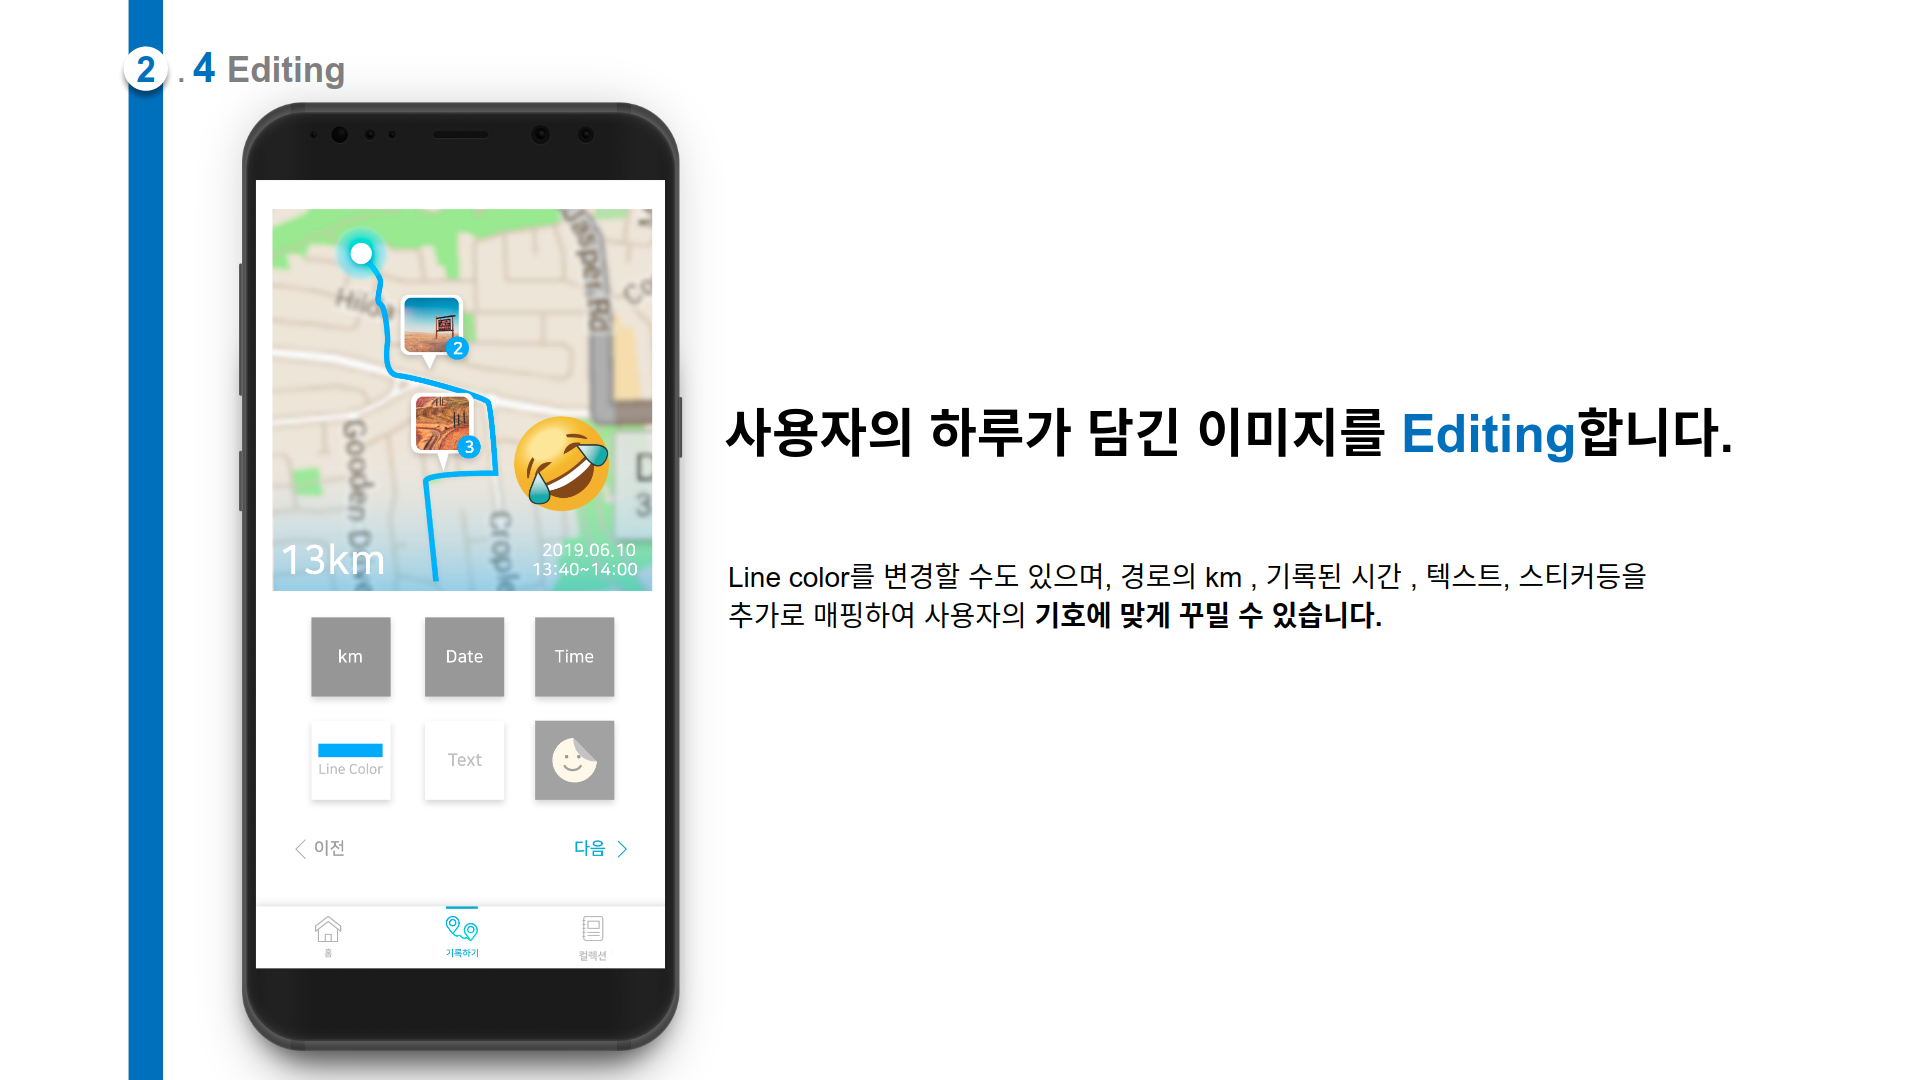 2 . 4 Editing
Jasper Rd
Gooden D
13km
2019.06.10
13:40~14:00
2
3
km
Date
Time
Line Color
Text
이전
다음
홈
기록하기
컬렉션
사용자의 하루가 담긴 이미지를 Editing합니다.
Line color를 변경할 수도 있으며, 경로의 km , 기록된 시간 , 텍스트, 스티커등을
추가로 매핑하여 사용자의 기호에 맞게 꾸밀 수 있습니다.